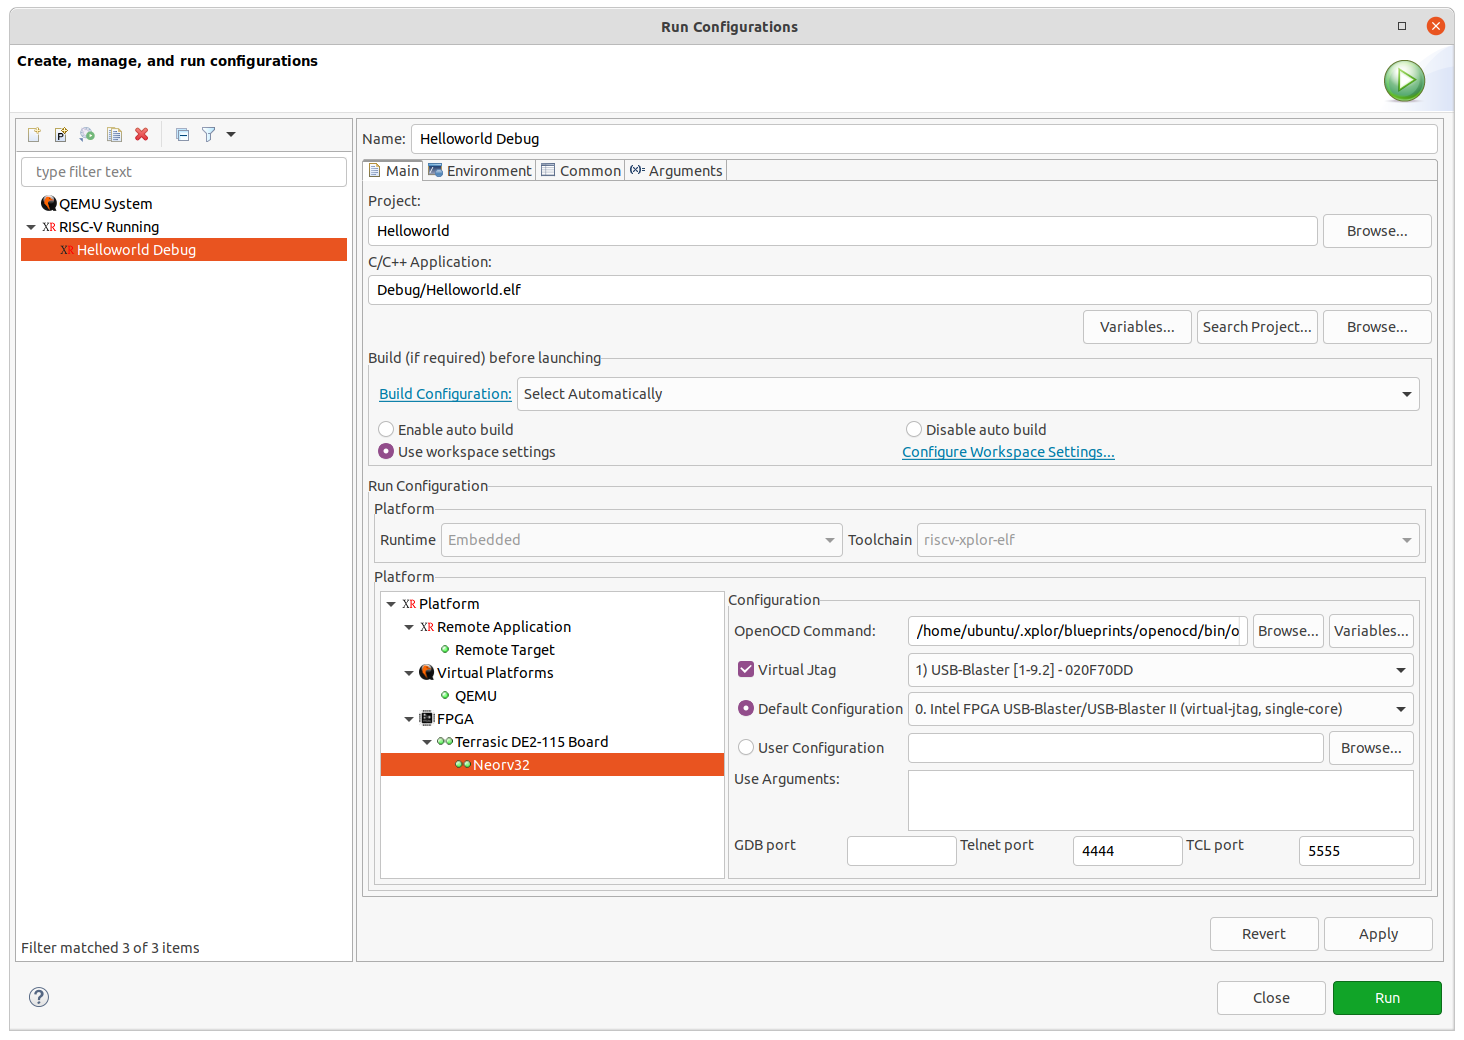 Run Configurations
Create, manage, and run configurations
type filter text
QEMU System
XR RISC-V Running
XR Helloworld Debug
Filter matched 3 of 3 items
Name: Helloworld Debug
Main Environment Common (x)= Arguments
Project:
Helloworld Browse...
C/C++ Application:
Debug/Helloworld.elf
Variables... Search Project... Browse...
Build (if required) before launching
Build Configuration: Select Automatically
Enable auto build Disable auto build
Use workspace settings Configure Workspace Settings...
Run Configuration
Platform
Runtime Embedded Toolchain riscv-xplor-elf
Platform
XR Platform
XR Remote Application
Remote Target
Virtual Platforms
QEMU
FPGA
Terrasic DE2-115 Board
Neorv32
Configuration
OpenOCD Command: /home/ubuntu/.xplor/blueprints/openocd/bin/o Browse... Variables...
Virtual Jtag 1) USB-Blaster [1-9.2] - 020F70DD
Default Configuration 0. Intel FPGA USB-Blaster/USB-Blaster II (virtual-jtag, single-core)
User Configuration Browse...
Use Arguments:
GDB port Telnet port 4444 TCL port 5555
Revert Apply
? Close Run